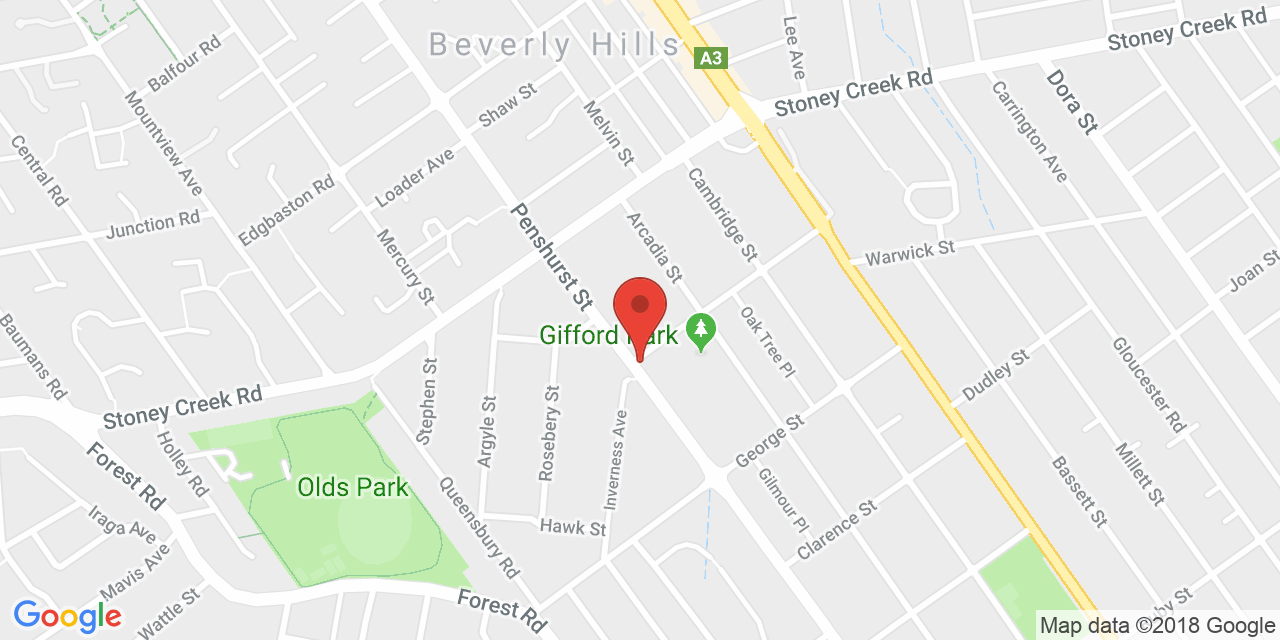 Stoney Creek Rd
Lee Ave
Beverly Hills
A3
Balfour Rd
Stoney Creek Rd
Dora St
Shaw St
Carrington Ave
Mountview Ave
Melvin St
Central Rd
Loader Ave
Edgbaston Rd
Cambridge St
Junction Rd
Penshurst St
Arcadia St
Warwick St
Mercury St
Joan St
Gifford Park
Oak Tree Pl
Baumans Rd
Gloucester Rd
Dudley St
Stoney Creek Rd
Stephen St
Argyle St
Rosebery St
Inverness Ave
George St
Holley Rd
Forest Rd
Olds Park
Queensbury Rd
Gilmour Pl
Millett St
Bassett St
Iraga Ave
Hawk St
Clarence St
Mavis Ave
Wattle St
Forest Rd
by St
Google
Map data ©2018 Google